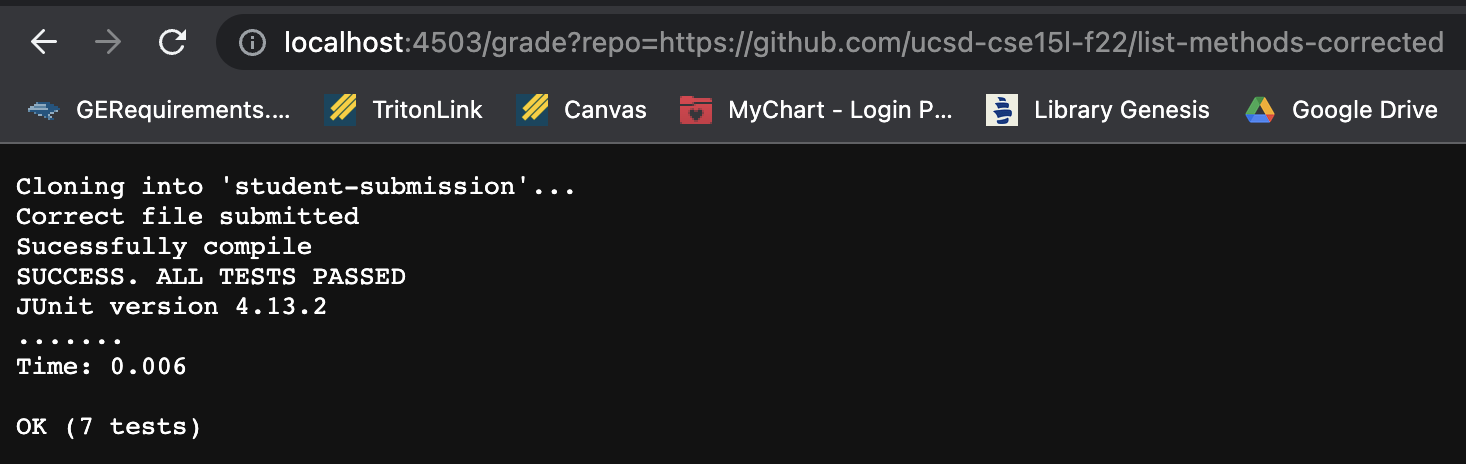 localhost:4503/grade?repo=https://github.com/ucsd-cse15l-f22/list-methods-corrected
GERequirements.... TritonLink Canvas MyChart - Login P... Library Genesis Google Drive
Cloning into 'student-submission'...
Correct file submitted
Sucessfully compile
SUCCESS. ALL TESTS PASSED
JUnit version 4.13.2
.......
Time: 0.006
OK (7 tests)